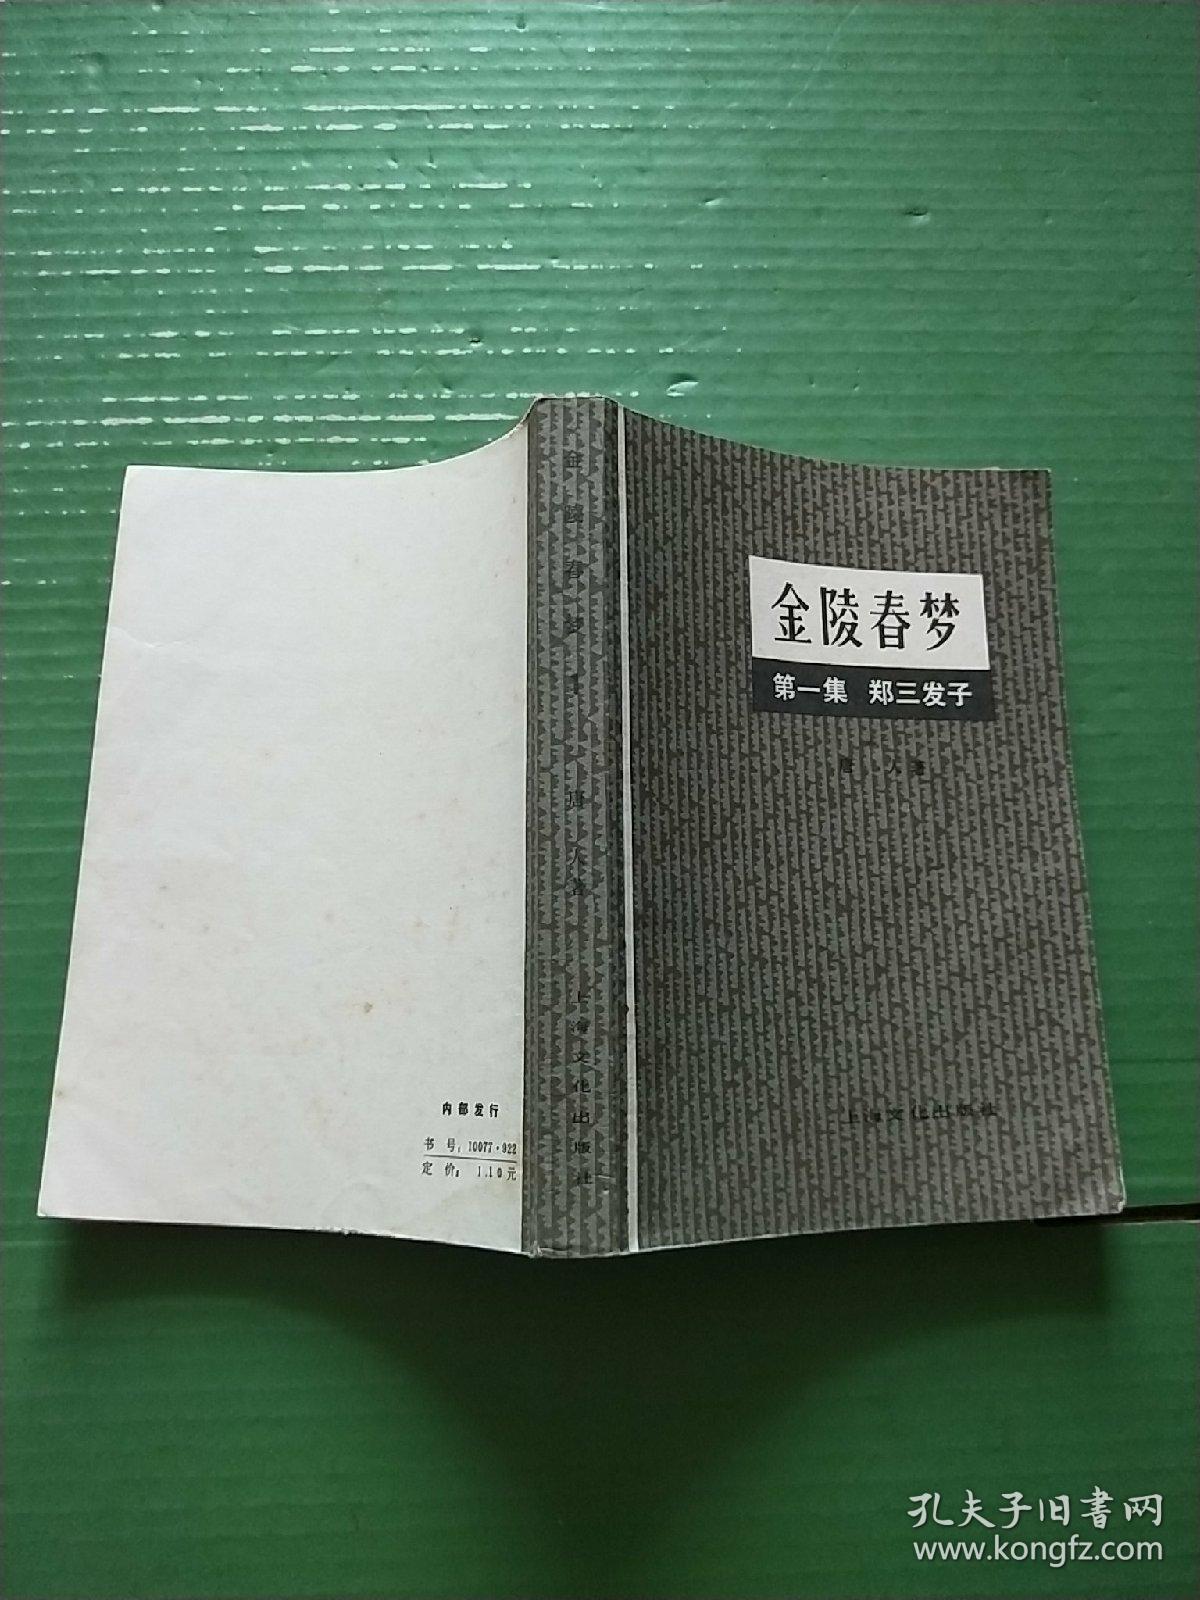 金陵春梦
第一集 郑三发子
唐人著
上海文化出版社
金陵春梦 1 唐人著 上海文化出版社
内部发行
书号：10077·922
定价：1.10元
孔夫子旧书网
www.kongfz.com